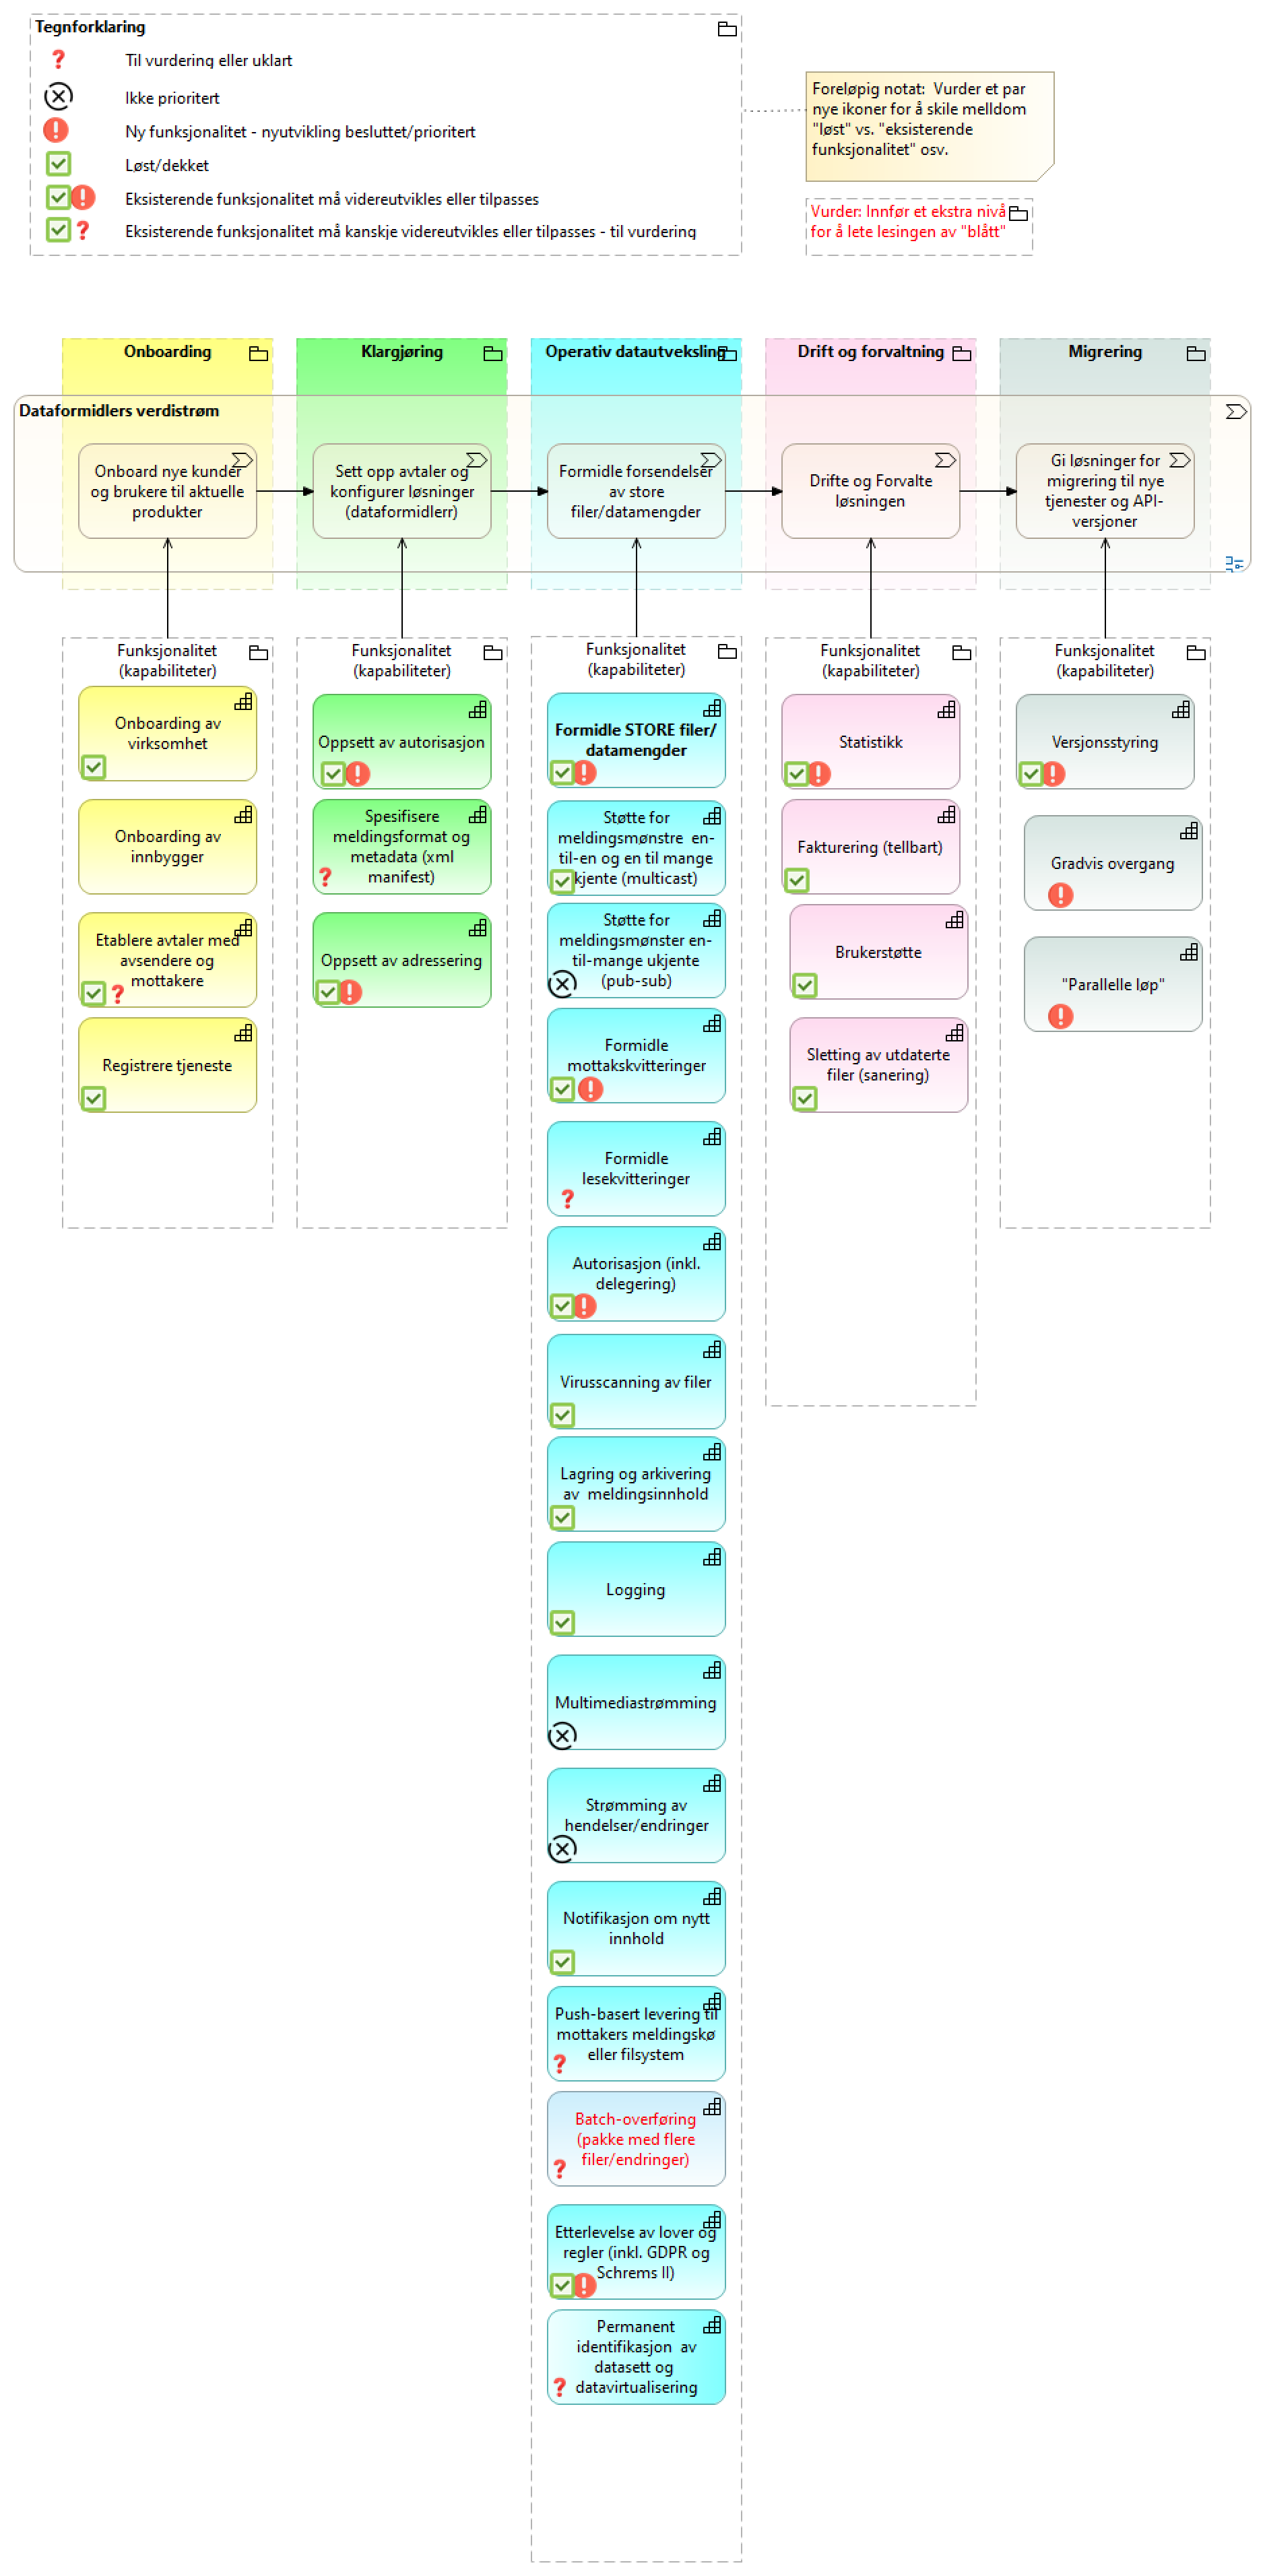 Tegnforklaring
Til vurdering eller uklart
Ikke prioritert
Ny funksjonalitet - nyutvikling besluttet/prioritert
Løst/dekket
Eksisterende funksjonalitet må videreutvikles eller tilpasses
Eksisterende funksjonalitet må kanskje videreutvikles eller tilpasses - til vurdering
Foreløpig notat:  Vurder et par
nye ikoner for å skile melldom
"løst" vs. "eksisterende
funksjonalitet" osv.
Vurder: Innfør et ekstra nivå
for å lete lesingen av "blått"
Onboarding
Klargjøring
Operativ datautveksling
Drift og forvaltning
Migrering
Dataformidlers verdistrøm
Onboard nye kunder
og brukere til aktuelle
produkter
Sett opp avtaler og
konfigurer løsninger
(dataformidlerr)
Formidle forsendelser
av store
filer/datamengder
Drifte og Forvalte
løsningen
Gi løsninger for
migrering til nye
tjenester og API-
versjoner
Funksjonalitet
(kapabiliteter)
Onboarding av
virksomhet
Onboarding av
innbygger
Etablere avtaler med
avsendere og
mottakere
Registrere tjeneste
Funksjonalitet
(kapabiliteter)
Oppsett av autorisasjon
Spesifisere
meldingsformat og
metadata (xml
manifest)
Oppsett av adressering
Funksjonalitet
(kapabiliteter)
Formidle STORE filer/
datamengder
Støtte for
meldingsmønstre  en-
til-en og en til mange
kjente (multicast)
Støtte for
meldingsmønster en-
til-mange ukjente
(pub-sub)
Formidle
mottakskvitteringer
Formidle
lesekvitteringer
Autorisasjon (inkl.
delegering)
Virusscanning av filer
Lagring og arkivering
av  meldingsinnhold
Logging
Multimediastrømming
Strømming av
hendelser/endringer
Notifikasjon om nytt
innhold
Push-basert levering til
mottakers meldingskø
eller filsystem
Batch-overføring
(pakke med flere
filer/endringer)
Etterlevelse av lover og
regler (inkl. GDPR og
Schrems II)
Permanent
identifikasjon  av
datasett og
datavirtualisering
Funksjonalitet
(kapabiliteter)
Statistikk
Fakturering (tellbart)
Brukerstøtte
Sletting av utdaterte
filer (sanering)
Funksjonalitet
(kapabiliteter)
Versjonsstyring
Gradvis overgang
"Parallelle løp"